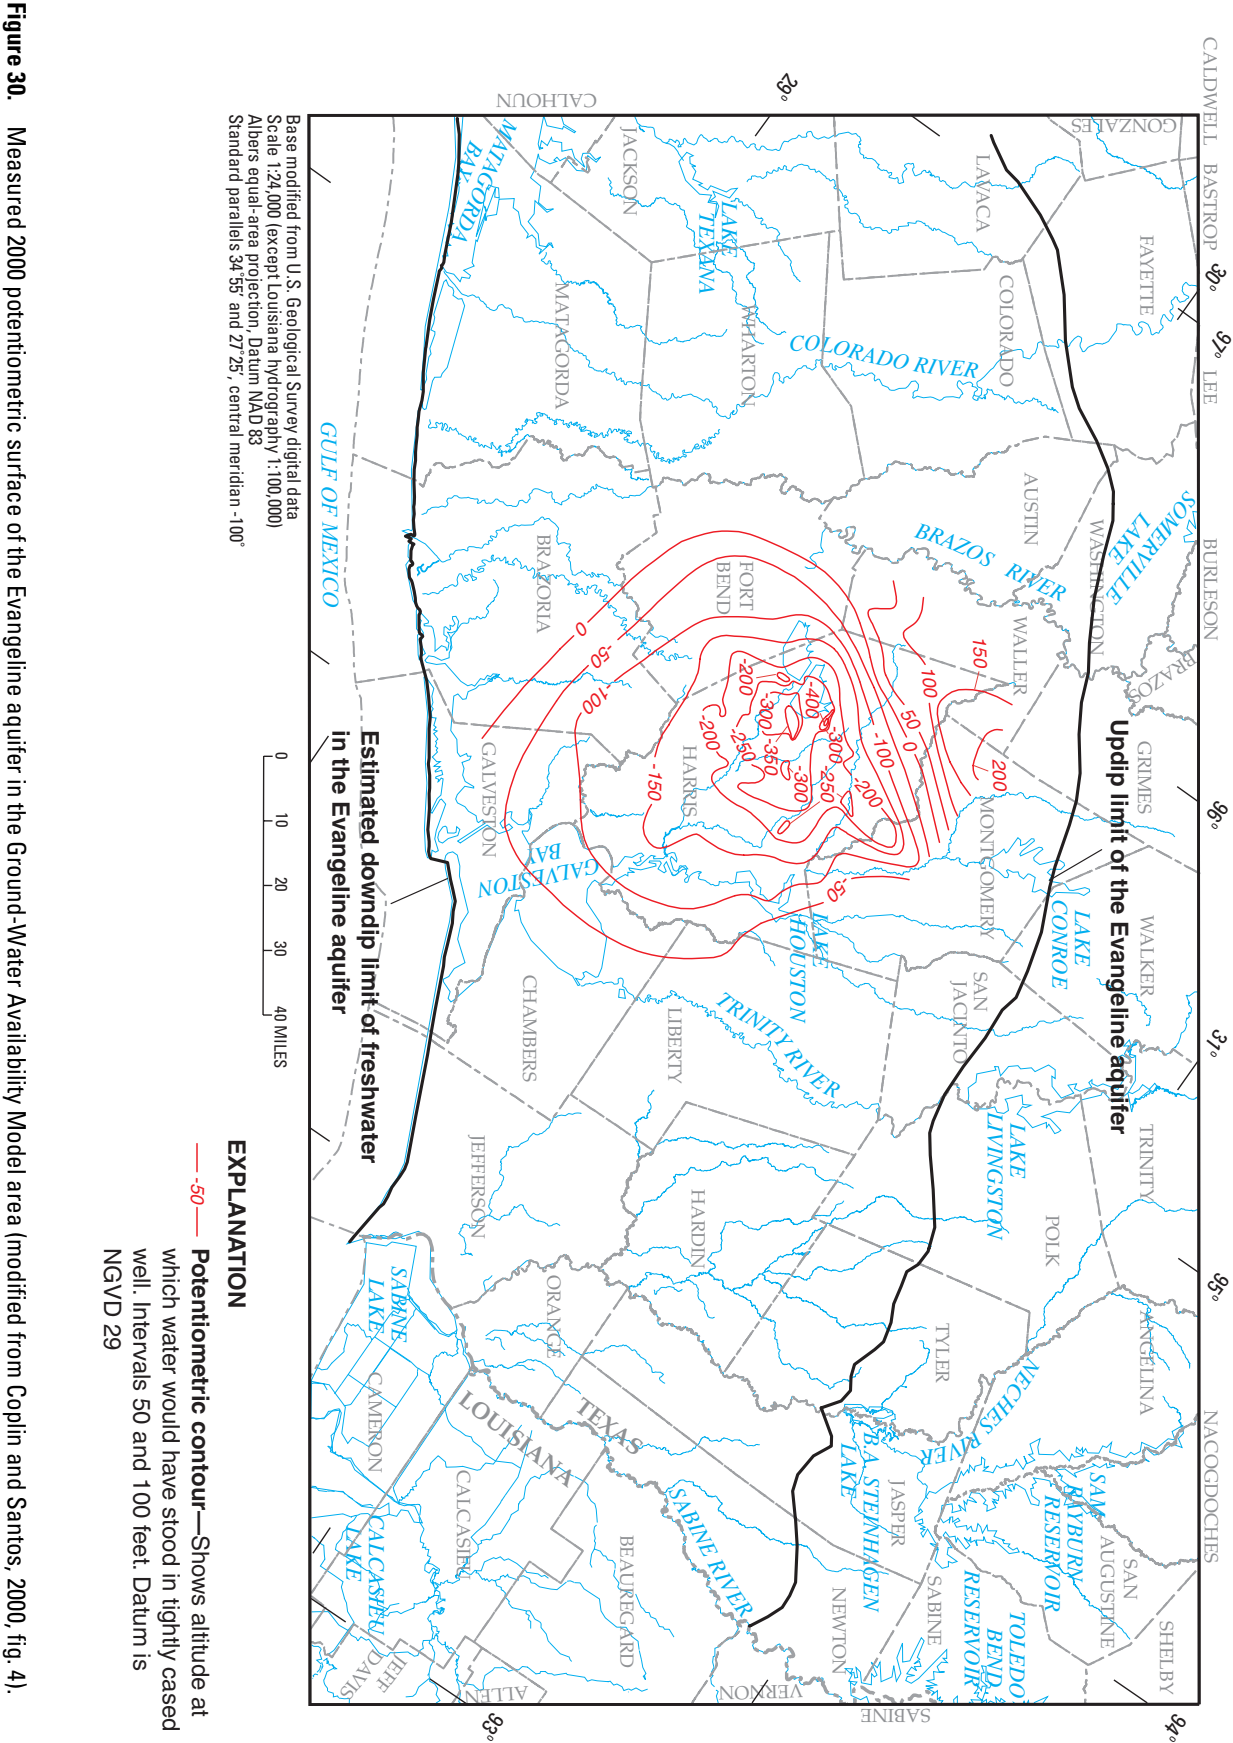 CALDWELL
BASTROP
30°
97°
LEE
BURLESON
BRAZOS
96°
31°
95°
NACOGDOCHES
94°
GONZALES
FAYETTE
SOMERVILLE
LAKE
WASHINGTON
GRIMES
WALKER
TRINITY
ANGELINA
SAN
AUGUSTINE
SHELBY
Updip limit of the Evangeline aquifer
LAVACA
COLORADO
AUSTIN
WALLER
BRAZOS RIVER
150
100
50
0
200
MONTGOMERY
LAKE
CONROE
SAN
JACINTO
LAKE
LIVINGSTON
POLK
TYLER
NECHES RIVER
SAM
RAYBURN
RESERVOIR
JASPER
B.A. STEINHAGEN
LAKE
SABINE
TOLEDO
BEND
RESERVOIR
NEWTON
SABINE
VERNON
29°
COLORADO RIVER
LAKE
TEXANA
WHARTON
JACKSON
CALHOUN
MATAGORDA
BAY
MATAGORDA
FORT
BEND
BRAZORIA
0
-50
-100
-150
-200
0
-300
-400
-200
-250
-350
-300
-300
-250
-200
-100
0
-50
HARRIS
LAKE
HOUSTON
TRINITY RIVER
LIBERTY
HARDIN
GALVESTON
GALVESTON
BAY
CHAMBERS
JEFFERSON
ORANGE
TEXAS
LOUISIANA
SABINE RIVER
BEAUREGARD
CALCASIEU
CAMERON
SABINE
LAKE
CALCASIEU
LAKE
JEFF
DAVIS
ALLEN
93°
GULF OF MEXICO
Estimated downdip limit of freshwater
in the Evangeline aquifer
Base modified from U.S. Geological Survey digital data
Scale 1:24,000 (except Louisiana hydrography 1:100,000)
Albers equal-area projection, Datum NAD 83
Standard parallels 34°55' and 27°25', central meridian -100°
0 10 20 30 40 MILES
EXPLANATION
-50 Potentiometric contour—Shows altitude at
which water would have stood in tightly cased
well. Intervals 50 and 100 feet. Datum is
NGVD 29
Figure 30. Measured 2000 potentiometric surface of the Evangeline aquifer in the Ground-Water Availability Model area (modified from Coplin and Santos, 2000, fig. 4).